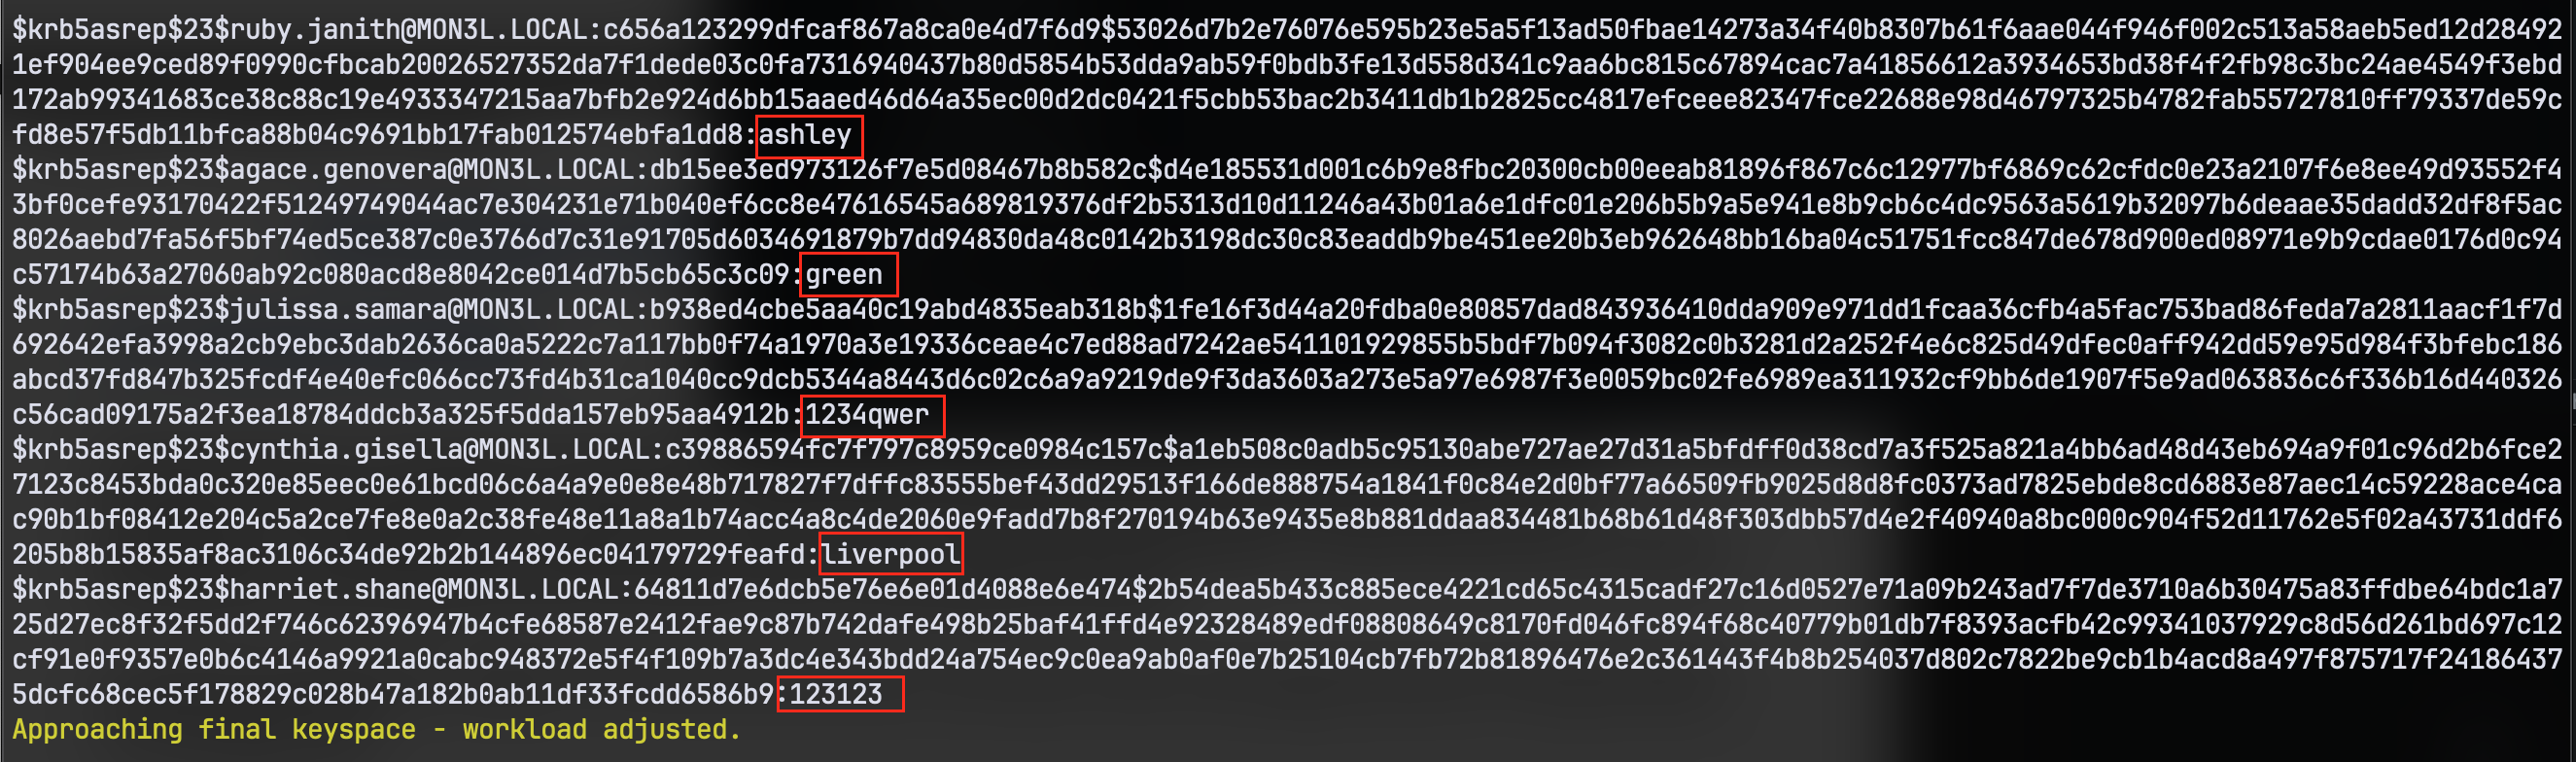 $krb5asrep$23$ruby.janith@MON3L.LOCAL:c656a123299dfcaf867a8ca0e4d7f6d9$53026d7b2e76076e595b23e5a5f13ad50fbae14273a34f40b8307b61f6aae044f946f002c513a58aeb5ed12d28492
1ef904ee9ced89f0990cfbcab20026527352da7f1dede03c0fa7316940437b80d5854b53dda9ab59f0bdb3fe13d558d341c9aa6bc815c67894cac7a41856612a3934653bd38f4f2fb98c3bc24ae4549f3ebd
172ab99341683ce38c88c19e4933347215aa7bfb2e924d6bb15aaed46d64a35ec00d2dc0421f5cbb53bac2b3411db1b2825cc4817efceee82347fce22688e98d46797325b4782fab55727810ff79337de59c
fd8e57f5db11bfca88b04c9691bb17fab012574ebfa1dd8:ashley
$krb5asrep$23$agace.genovera@MON3L.LOCAL:db15ee3ed973126f7e5d08467b8b582c$d4e185531d001c6b9e8fbc20300cb00eeab81896f867c6c12977bf6869c62cfdc0e23a2107f6e8ee49d93552f4
3bf0cefe93170422f51249749044ac7e304231e71b040ef6cc8e47616545a689819376df2b5313d10d11246a43b01a6e1dfc01e206b5b9a5e941e8b9cb6c4dc9563a5619b32097b6deaae35dadd32df8f5ac
8026aebd7fa56f5bf74ed5ce387c0e3766d7c31e91705d6034691879b7dd94830da48c0142b3198dc30c83eaddb9be451ee20b3eb962648bb16ba04c51751fcc847de678d900ed08971e9b9cdae0176d0c94
c57174b63a27060ab92c080acd8e8042ce014d7b5cb65c3c09:green
$krb5asrep$23$julissa.samara@MON3L.LOCAL:b938ed4cbe5aa40c19abd4835eab318b$1fe16f3d44a20fdba0e80857dad843936410dda909e971dd1fcaa36cfb4a5fac753bad86feda7a2811aacf1f7d
692642efa3998a2cb9ebc3dab2636ca0a5222c7a117bb0f74a1970a3e19336ceae4c7ed88ad7242ae541101929855b5bdf7b094f3082c0b3281d2a252f4e6c825d49dfec0aff942dd59e95d984f3bfebc186
abcd37fd847b325fcdf4e40efc066cc73fd4b31ca1040cc9dcb5344a8443d6c02c6a9a9219de9f3da3603a273e5a97e6987f3e0059bc02fe6989ea311932cf9bb6de1907f5e9ad063836c6f336b16d440326
c56cad09175a2f3ea18784ddcb3a325f5dda157eb95aa4912b:1234qwer
$krb5asrep$23$cynthia.gisella@MON3L.LOCAL:c39886594fc7f797c8959ce0984c157c$a1eb508c0adb5c95130abe727ae27d31a5bfdff0d38cd7a3f525a821a4bb6ad48d43eb694a9f01c96d2b6fce2
7123c8453bda0c320e85eec0e61bcd06c6a4a9e0e8e48b717827f7dffc83555bef43dd29513f166de888754a1841f0c84e2d0bf77a66509fb9025d8d8fc0373ad7825ebde8cd6883e87aec14c59228ace4ca
c90b1bf08412e204c5a2ce7fe8e0a2c38fe48e11a8a1b74acc4a8c4de2060e9fadd7b8f270194b63e9435e8b881ddaa834481b68b61d48f303dbb57d4e2f40940a8bc000c904f52d11762e5f02a43731ddf6
205b8b15835af8ac3106c34de92b2b144896ec04179729feafd:liverpool
$krb5asrep$23$harriet.shane@MON3L.LOCAL:64811d7e6dcb5e76e6e01d4088e6e474$2b54dea5b433c885ece4221cd65c4315cadf27c16d0527e71a09b243ad7f7de3710a6b30475a83ffdbe64bdc1a7
25d27ec8f32f5dd2f746c62396947b4cfe68587e2412fae9c87b742dafe498b25baf41ffd4e92328489edf08808649c8170fd046fc894f68c40779b01db7f8393acfb42c99341037929c8d56d261bd697c12
cf91e0f9357e0b6c4146a9921a0cabc948372e5f4f109b7a3dc4e343bdd24a754ec9c0ea9ab0af0e7b25104cb7fb72b81896476e2c361443f4b8b254037d802c7822be9cb1b4acd8a497f875717f24186437
5dcfc68cec5f178829c028b47a182b0ab11df33fcdd6586b9:123123
Approaching final keyspace - workload adjusted.